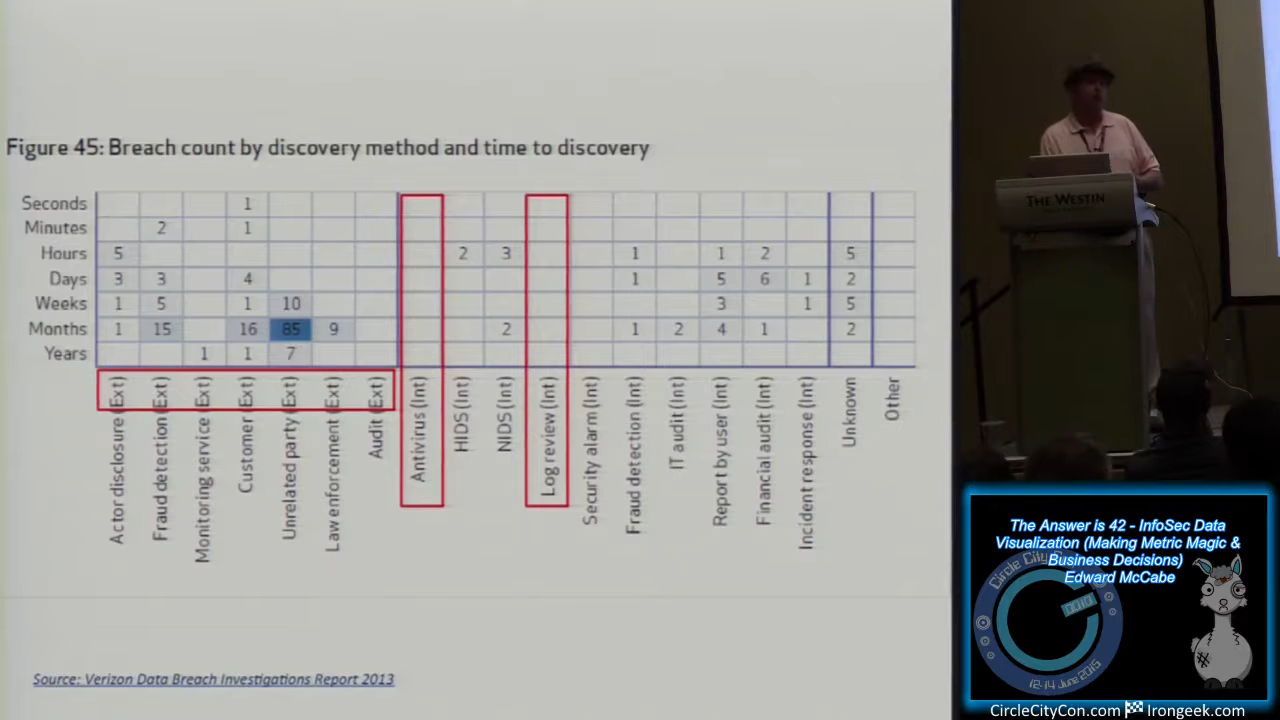 Figure 45: Breach count by discovery method and time to discovery
Seconds 1
Minutes 2 1
Hours 5 2 3 1 1 2 5
Days 3 3 4 1 5 6 1 2
Weeks 1 5 1 10 3 1 5
Months 1 15 16 85 9 2 1 2 4 1 2
Years 1 1 7
Actor disclosure (Ext)
Fraud detection (Ext)
Monitoring service (Ext)
Customer (Ext)
Unrelated party (Ext)
Law enforcement (Ext)
Audit (Ext)
Antivirus (Int)
HIDS (Int)
NIDS (Int)
Log review (Int)
Security alarm (Int)
Fraud detection (Int)
IT audit (Int)
Report by user (Int)
Financial audit (Int)
Incident response (Int)
Unknown
Other
Source: Verizon Data Breach Investigations Report 2013
THE WESTIN
The Answer is 42 - InfoSec Data
Visualization (Making Metric Magic &
Business Decisions)
Edward McCabe
Circle City Con
12-14 June 2015
CircleCityCon.com Irongeek.com